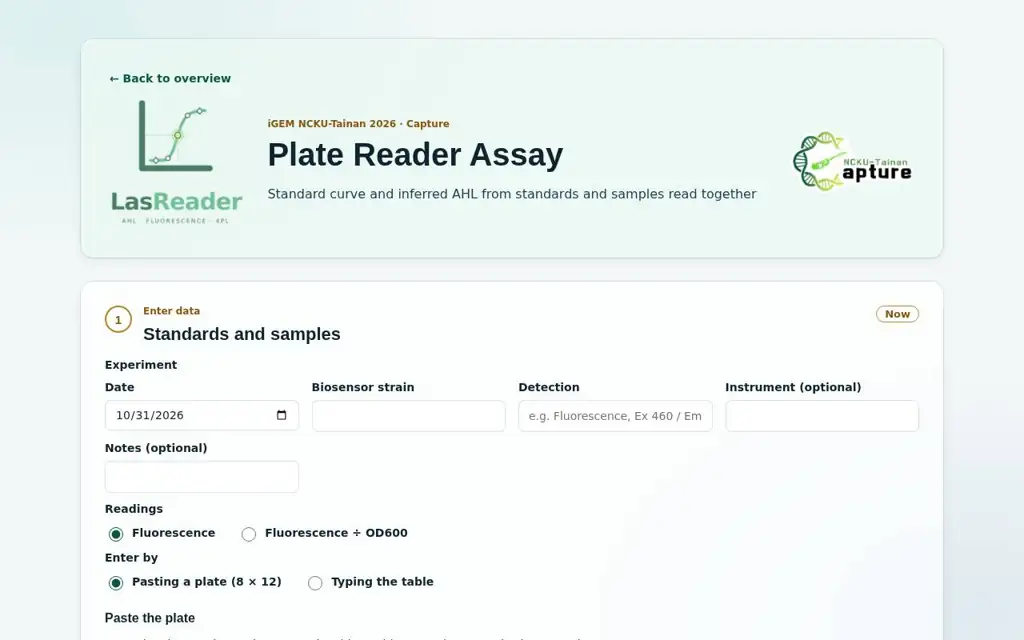 ← Back to overview
LasReader
AHL · FLUORESCENCE · 4PL
iGEM NCKU-Tainan 2026 · Capture
Plate Reader Assay
Standard curve and inferred AHL from standards and samples read together
NCKU-Tainan
apture
1
Enter data
Standards and samples
Now
Experiment
Date
Biosensor strain
Detection
Instrument (optional)
10/31/2026
e.g. Fluorescence, Ex 460 / Em
Notes (optional)
Readings
Fluorescence
Fluorescence ÷ OD600
Enter by
Pasting a plate (8 × 12)
Typing the table
Paste the plate